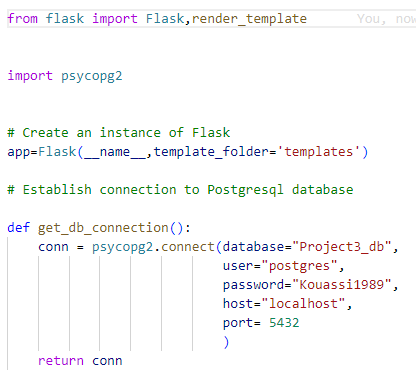 from flask import Flask,render_template You, now
import psycopg2
# Create an instance of Flask
app=Flask(__name__,template_folder='templates')
# Establish connection to Postgresql database
def get_db_connection():
conn = psycopg2.connect(database="Project3_db",
user="postgres",
password="Kouassi1989",
host="localhost",
port= 5432
)
return conn